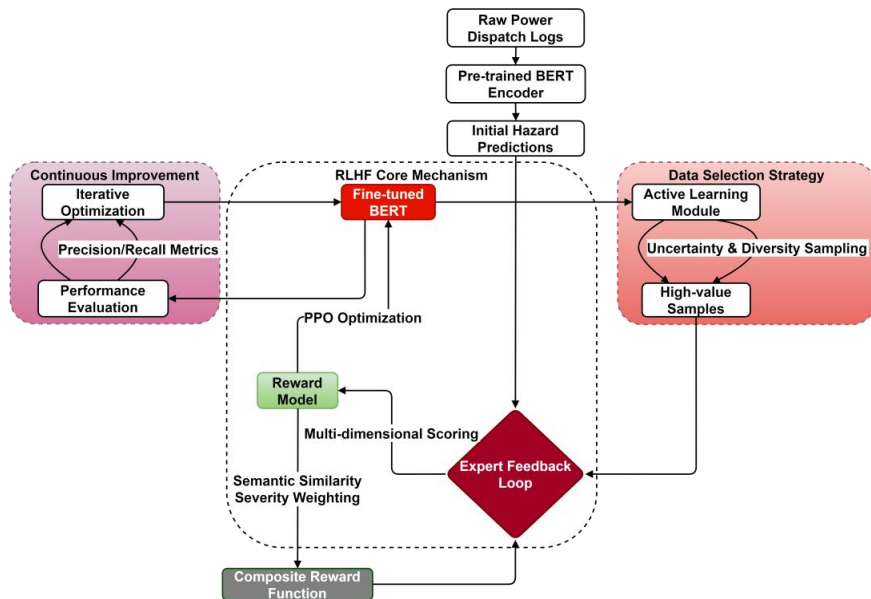 Raw Power
Dispatch Logs
Pre-trained BERT
Encoder
Initial Hazard
Predictions
Continuous Improvement
Iterative
Optimization
Precision/Recall Metrics
Performance
Evaluation
RLHF Core Mechanism
Fine-tuned
BERT
PPO Optimization
Reward
Model
Multi-dimensional Scoring
Expert Feedback
Loop
Semantic Similarity
Severity Weighting
Composite Reward
Function
Data Selection Strategy
Active Learning
Module
Uncertainty & Diversity Sampling
High-value
Samples